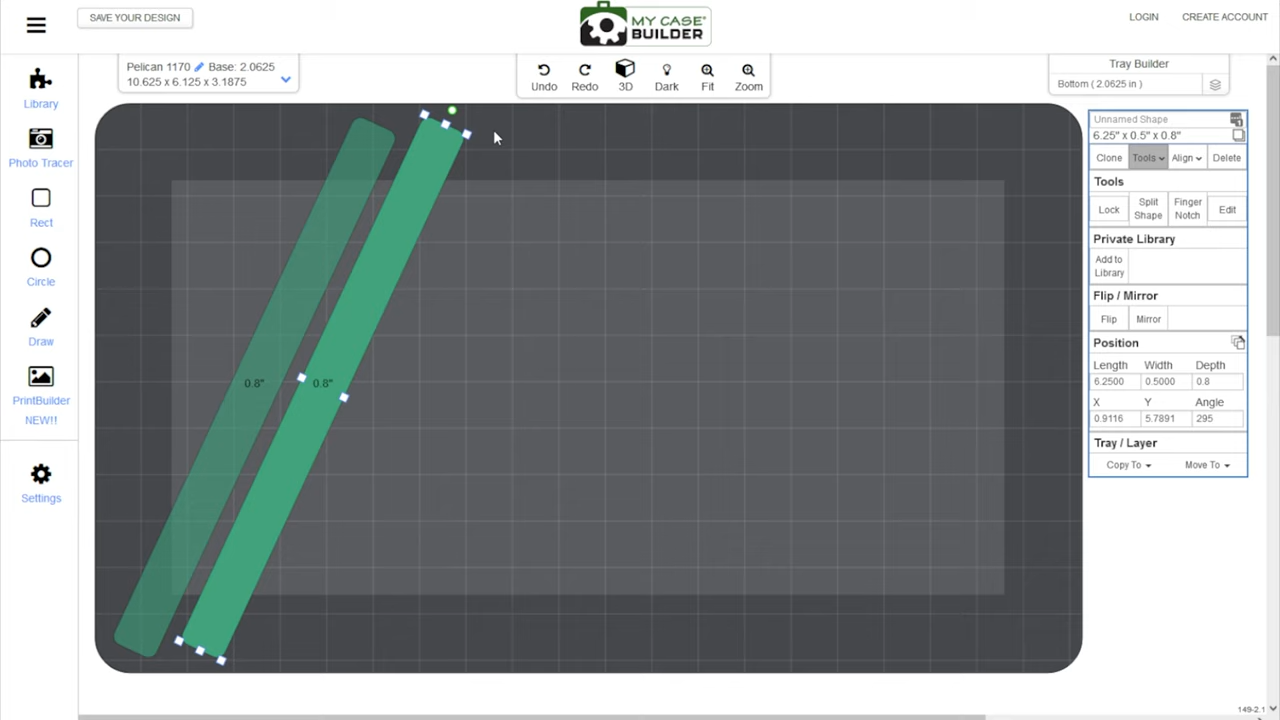 SAVE YOUR DESIGN
MY CASE
BUILDER
LOGIN
CREATE ACCOUNT
Library
Photo Tracer
Rect
Circle
Draw
PrintBuilder
NEW!!
Settings
Pelican 1170 Base: 2.0625
10.625 x 6.125 x 3.1875
Undo
Redo
3D
Dark
Fit
Zoom
Tray Builder
Bottom ( 2.0625 in )
0.8"
0.8"
Unnamed Shape
6.25" x 0.5" x 0.8"
Clone
Tools
Align
Delete
Tools
Lock
Split
Shape
Finger
Notch
Edit
Private Library
Add to
Library
Flip / Mirror
Flip
Mirror
Position
Length
Width
Depth
6.2500
0.5000
0.8
X
Y
Angle
0.9116
5.7891
295
Tray / Layer
Copy To
Move To
149-2.1